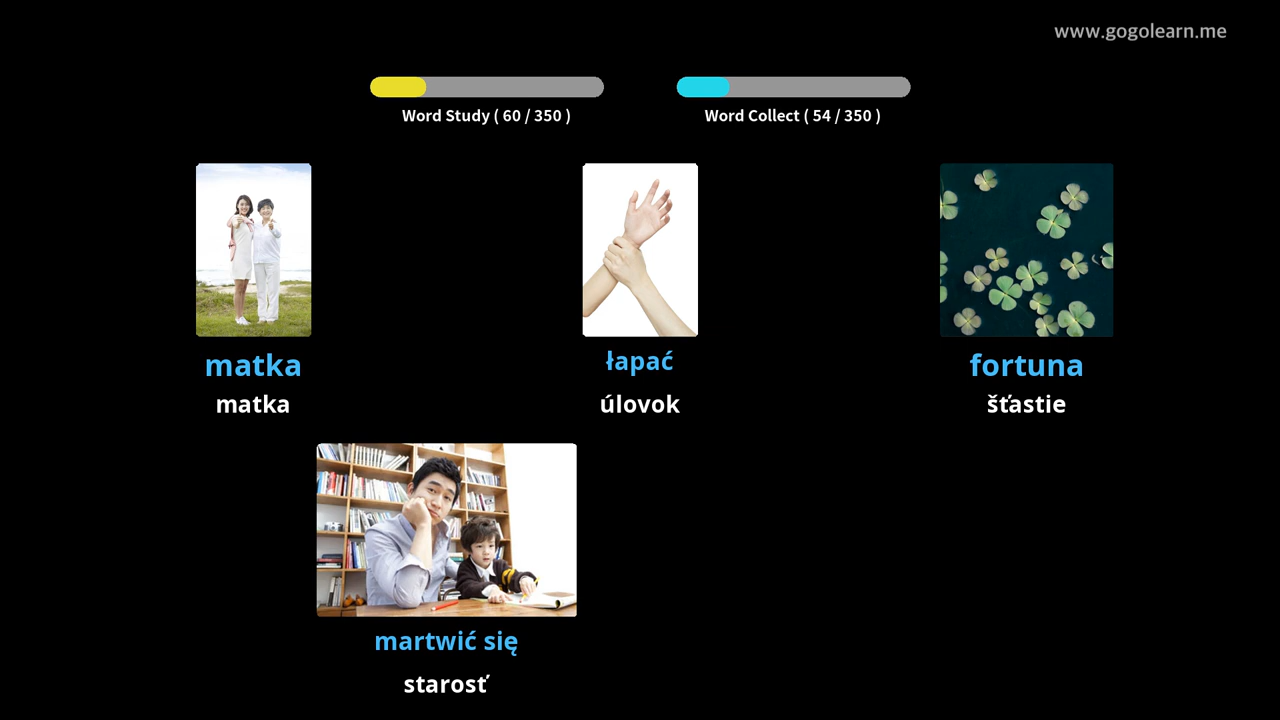 www.gogolearn.me
Word Study ( 60 / 350 )
Word Collect ( 54 / 350 )
matka
matka
łapać
úlovok
fortuna
šťastie
martwić się
starosť